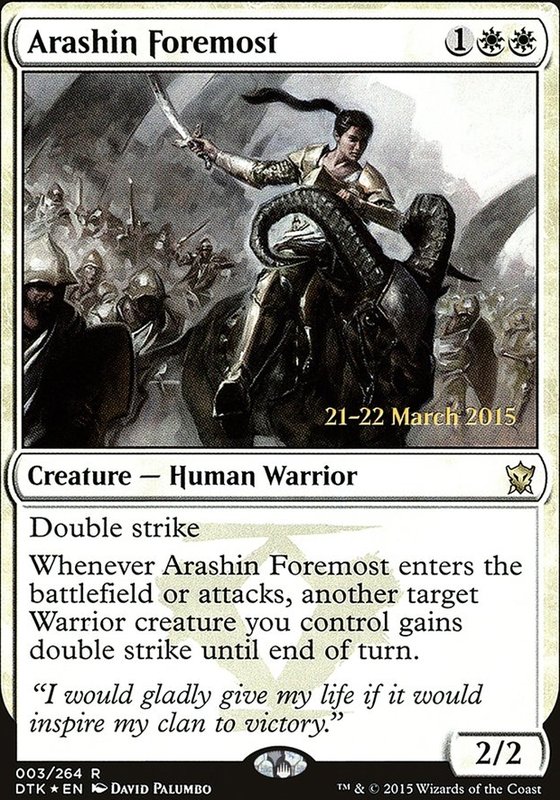 Arashin Foremost 1
21–22 March 2015
Creature — Human Warrior
Double strike
Whenever Arashin Foremost enters the
battlefield or attacks, another target
Warrior creature you control gains
double strike until end of turn.
“I would gladly give my life if it would
inspire my clan to victory.”
2/2
003/264 R
DTK ★ EN David Palumbo
™ & © 2015 Wizards of the Coast